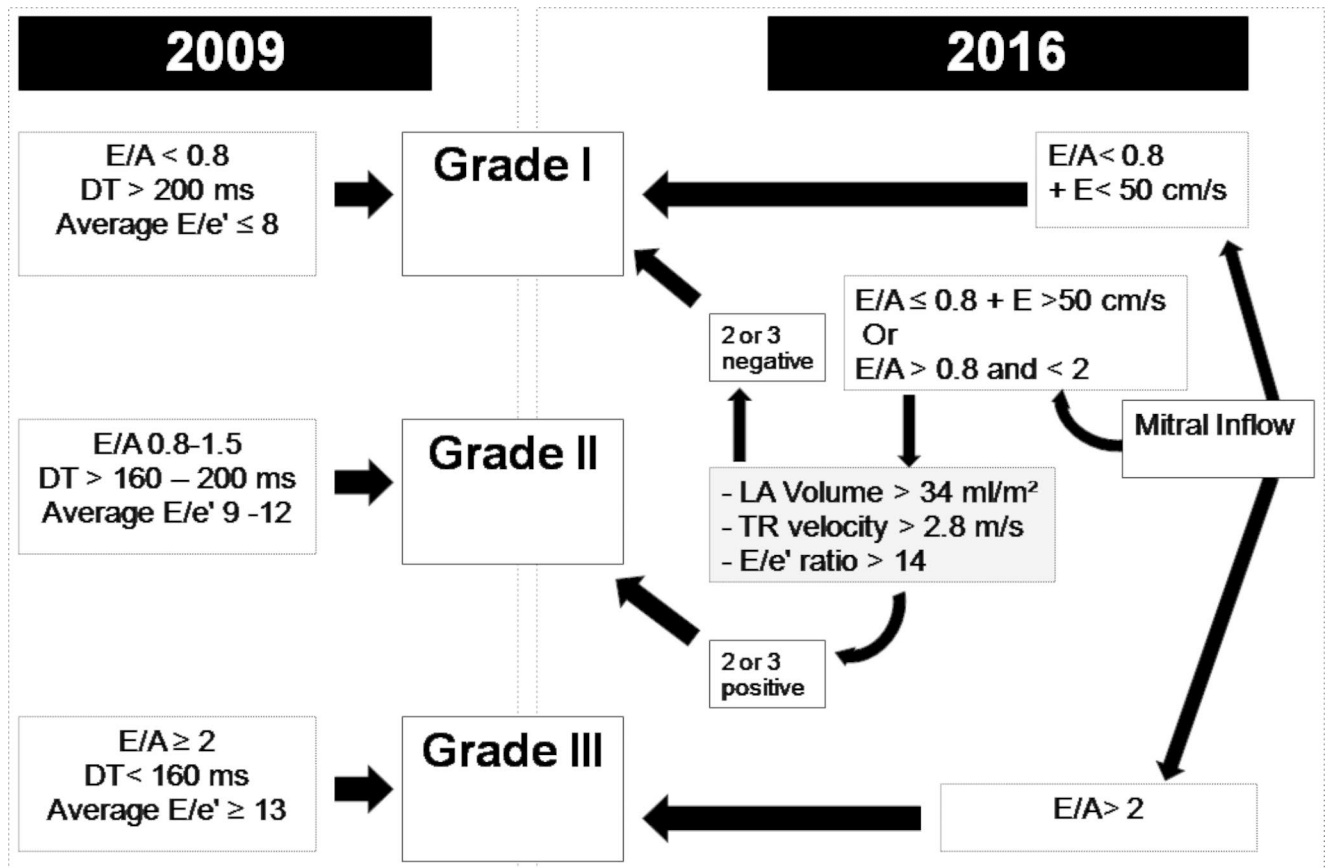 2009
2016
E/A < 0.8
DT > 200 ms
Average E/e' ≤ 8
Grade I
E/A< 0.8
+ E< 50 cm/s
2 or 3
negative
E/A ≤ 0.8 + E >50 cm/s
Or
E/A > 0.8 and < 2
Mitral Inflow
E/A 0.8-1.5
DT > 160 – 200 ms
Average E/e' 9 -12
Grade II
- LA Volume > 34 ml/m²
- TR velocity > 2.8 m/s
- E/e' ratio > 14
2 or 3
positive
E/A ≥ 2
DT< 160 ms
Average E/e' ≥ 13
Grade III
E/A> 2